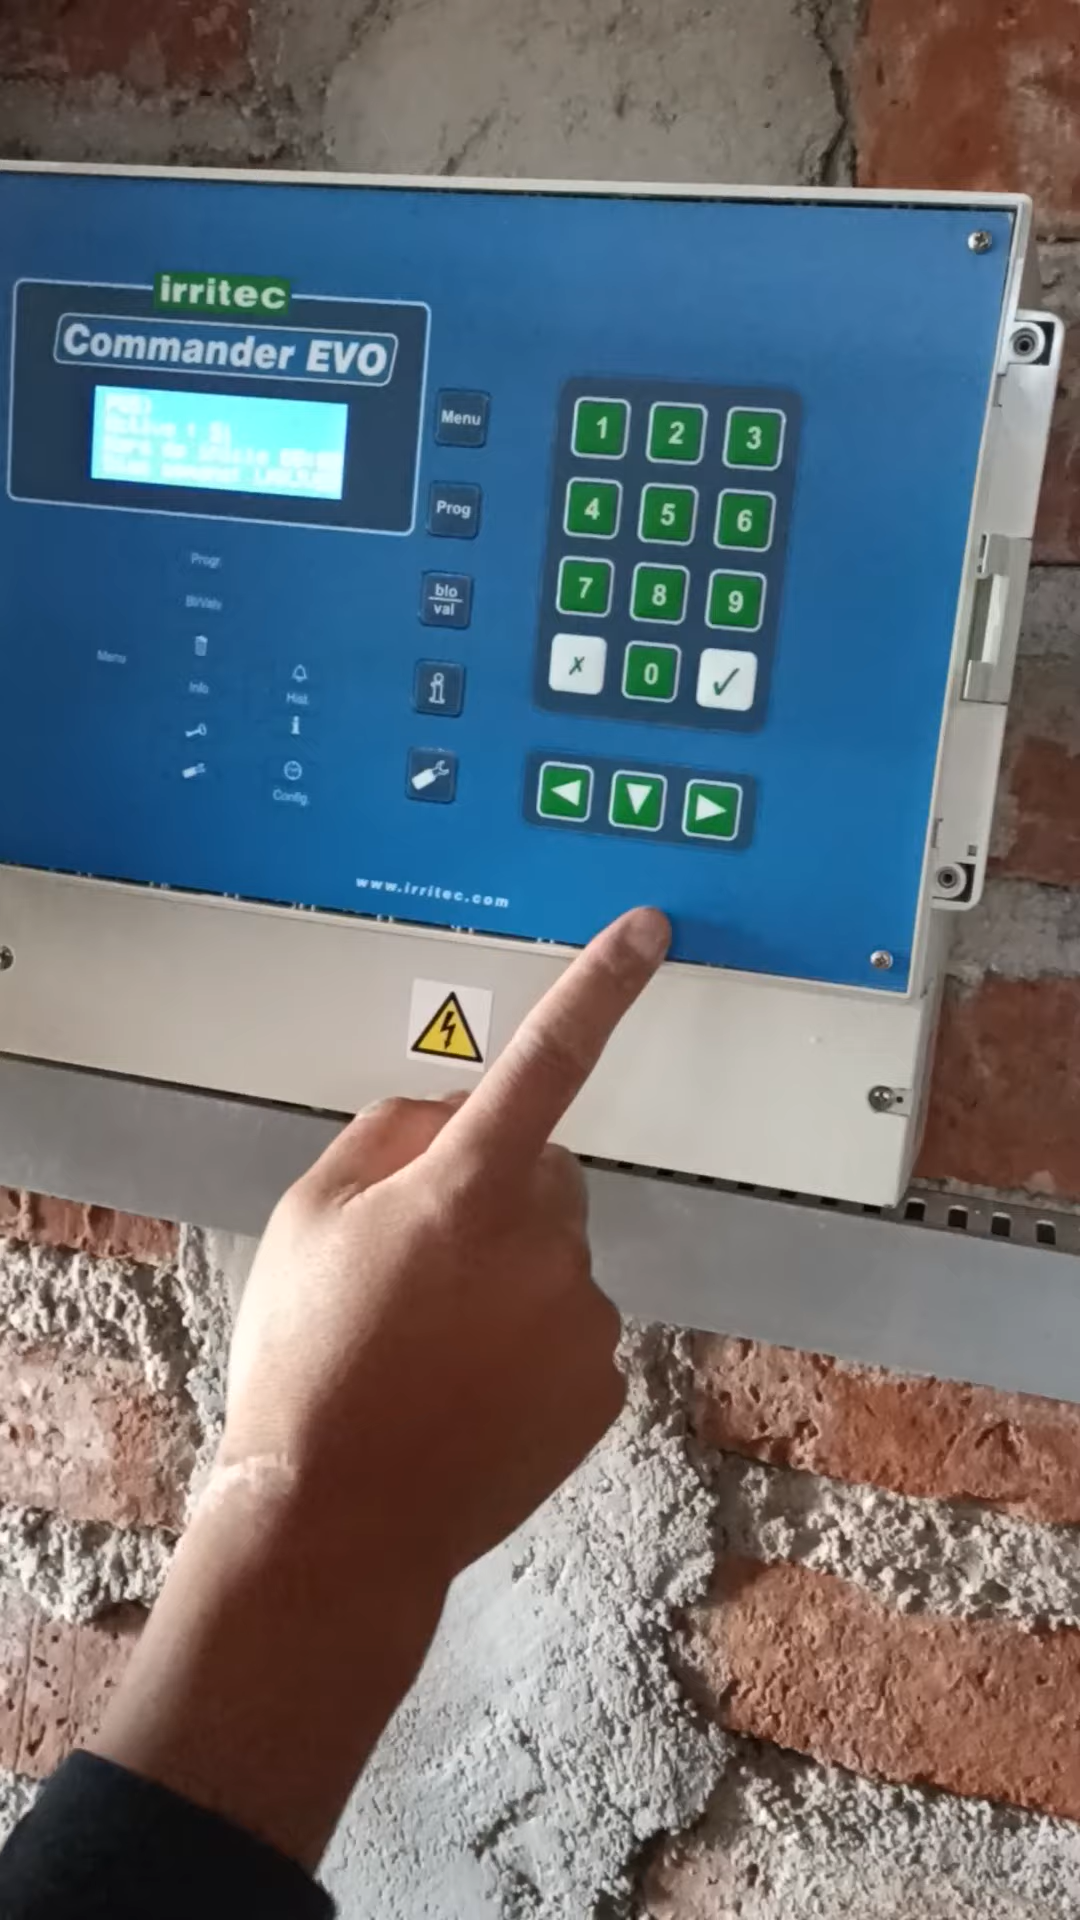 irritec
Commander EVO
Menu
Prog
blo
val
1 2 3
4 5 6
7 8 9
✗ 0 ✓
Progr.
Menu
Info
Hist.
Config.
www.irritec.com